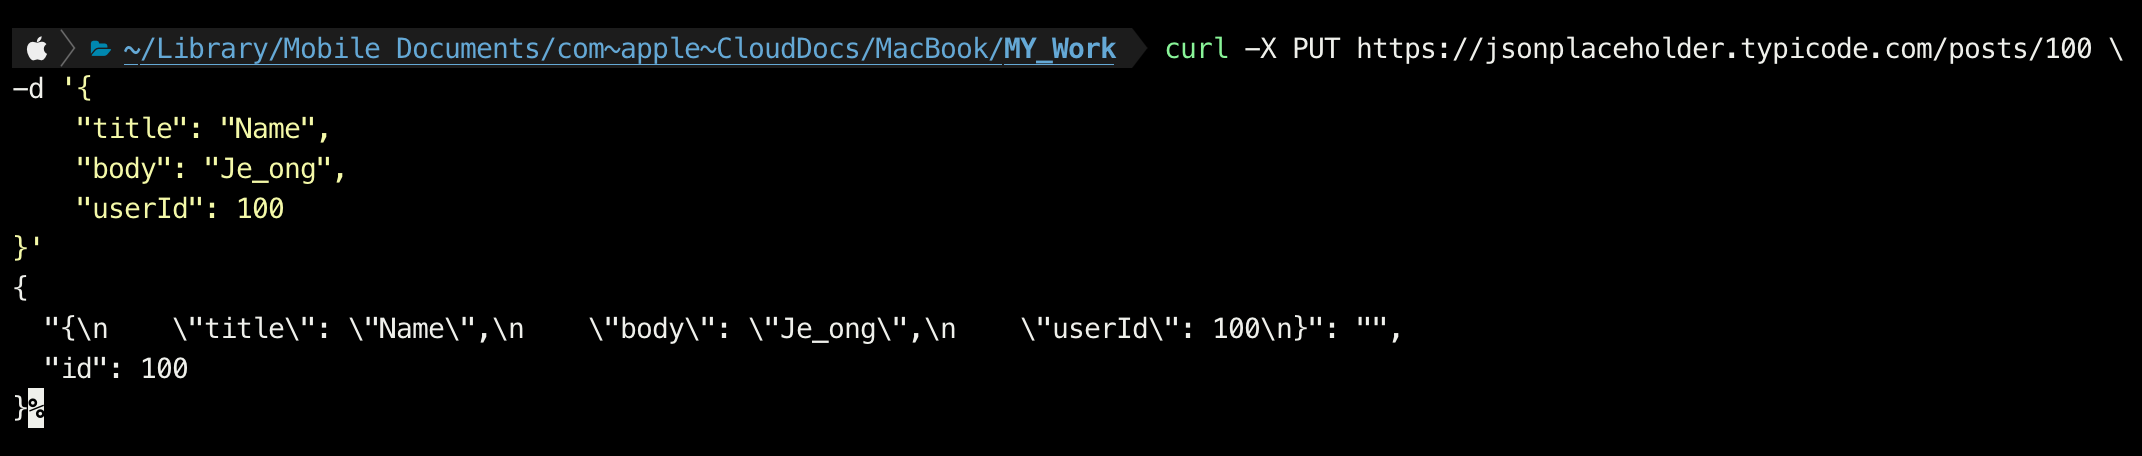 ~/Library/Mobile Documents/com~apple~CloudDocs/MacBook/MY_Work curl -X PUT https://jsonplaceholder.typicode.com/posts/100 \
-d '{
    "title": "Name",
    "body": "Je_ong",
    "userId": 100
}'
{
  "{\n    \"title\": \"Name\",\n    \"body\": \"Je_ong\",\n    \"userId\": 100\n}": "",
  "id": 100
}%